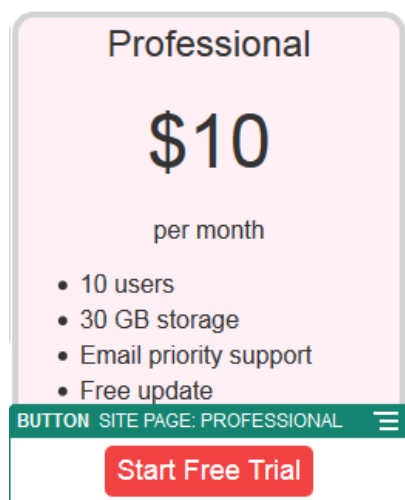 Professional
$10
per month
• 10 users
• 30 GB storage
• Email priority support
• Free update
BUTTON SITE PAGE: PROFESSIONAL
Start Free Trial